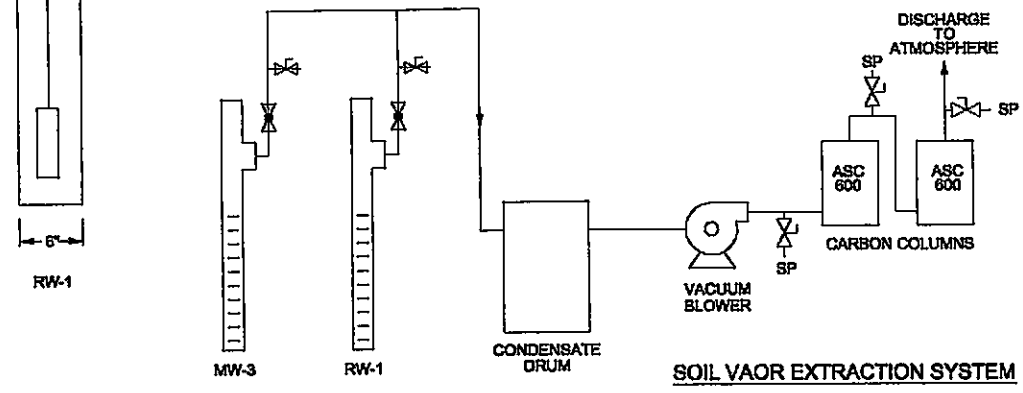 6"
RW-1
MW-3
RW-1
CONDENSATE
DRUM
VACUUM
BLOWER
SP
SP
DISCHARGE
TO
ATMOSPHERE
SP
ASC
600
ASC
600
CARBON COLUMNS
SOIL VAOR EXTRACTION SYSTEM